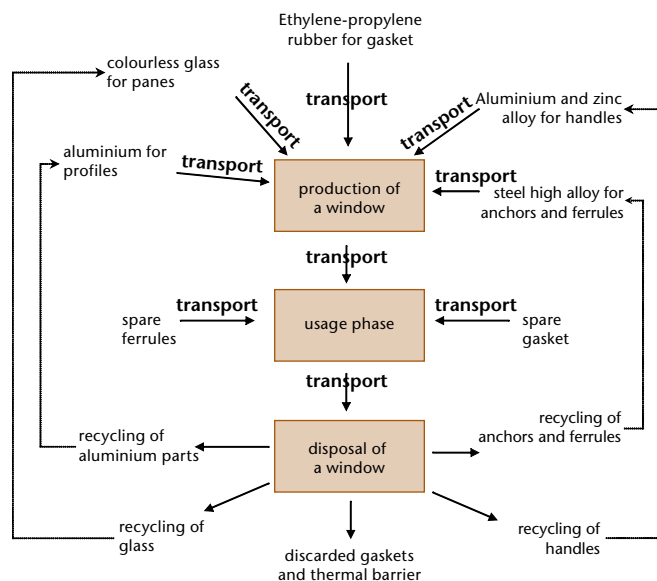 Ethylene-propylene
rubber for gasket
colourless glass
for panes
transport
transport
transport
Aluminium and zinc
alloy for handles
aluminium for
profiles
transport
production of
a window
transport
steel high alloy for
anchors and ferrules
transport
transport
transport
spare
ferrules
usage phase
spare
gasket
transport
recycling of
aluminium parts
disposal of
a window
recycling of
anchors and ferrules
recycling of
glass
discarded gaskets
and thermal barrier
recycling of
handles